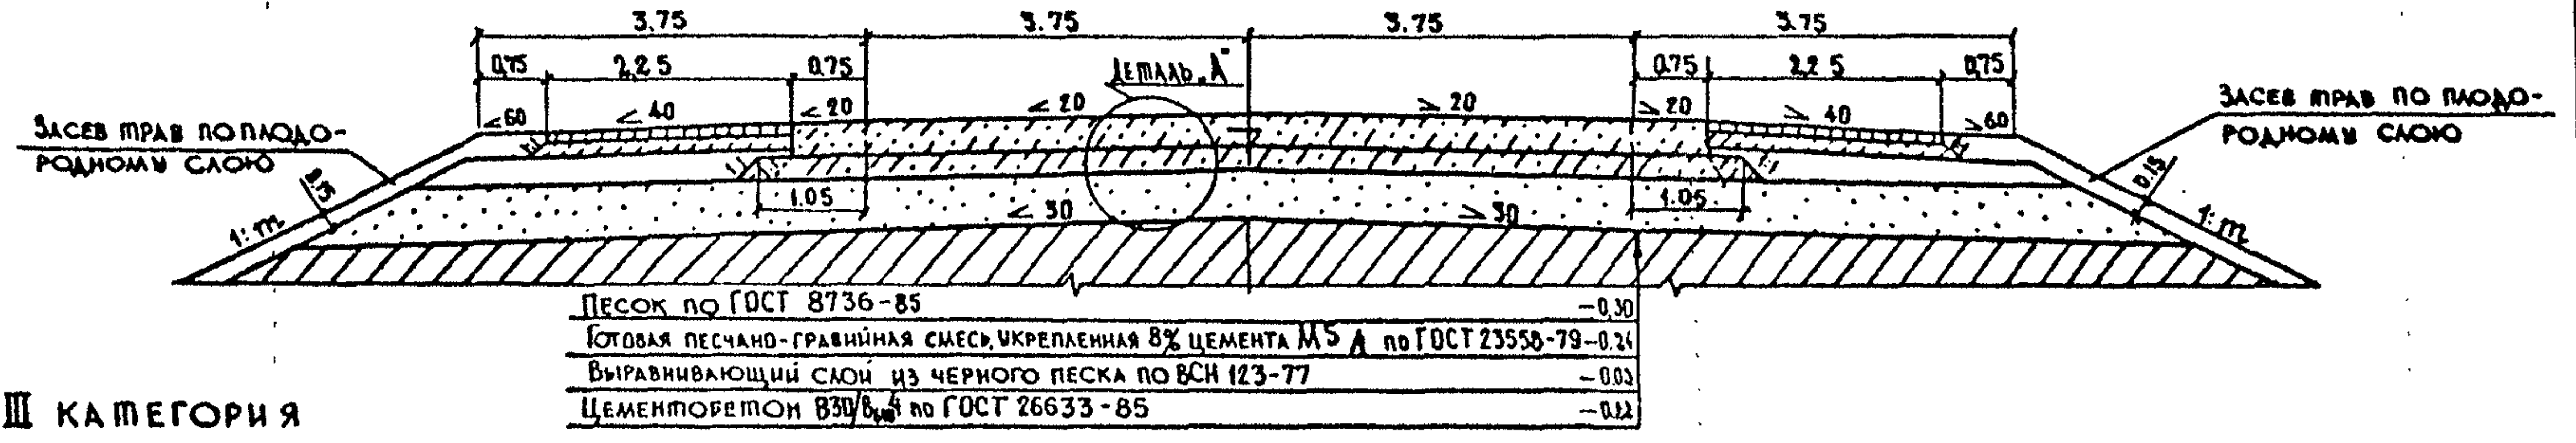 3.75 3.75 3.75 3.75
0,75 2,25 0.75 0.75 2,25 0,75
ДЕТАЛЬ „А"
ЗАСЕВ ТРАВ ПО ПЛОДО-
РОДНОМУ СЛОЮ
<60 <40 <20 <20 >20 >20 >40 >60
ЗАСЕВ ТРАВ ПО ПЛОДО-
РОДНОМУ СЛОЮ
1:1
0.15 1.05 <30 >30 1.05 0.15
1:m 1:m
ПЕСОК ПО ГОСТ 8736-85 -0,30
ГОТОВАЯ ПЕСЧАНО-ГРАВИЙНАЯ СМЕСЬ, УКРЕПЛЕННАЯ 8% ЦЕМЕНТА М5 А ПО ГОСТ 23558-79-0.24
ВЫРАВНИВАЮЩИЙ СЛОЙ ИЗ ЧЕРНОГО ПЕСКА ПО ВСН 123-77 -0.03
ЦЕМЕНТОБЕТОН В30/ ПО ГОСТ 26633-85 -0.22
III КАТЕГОРИЯ